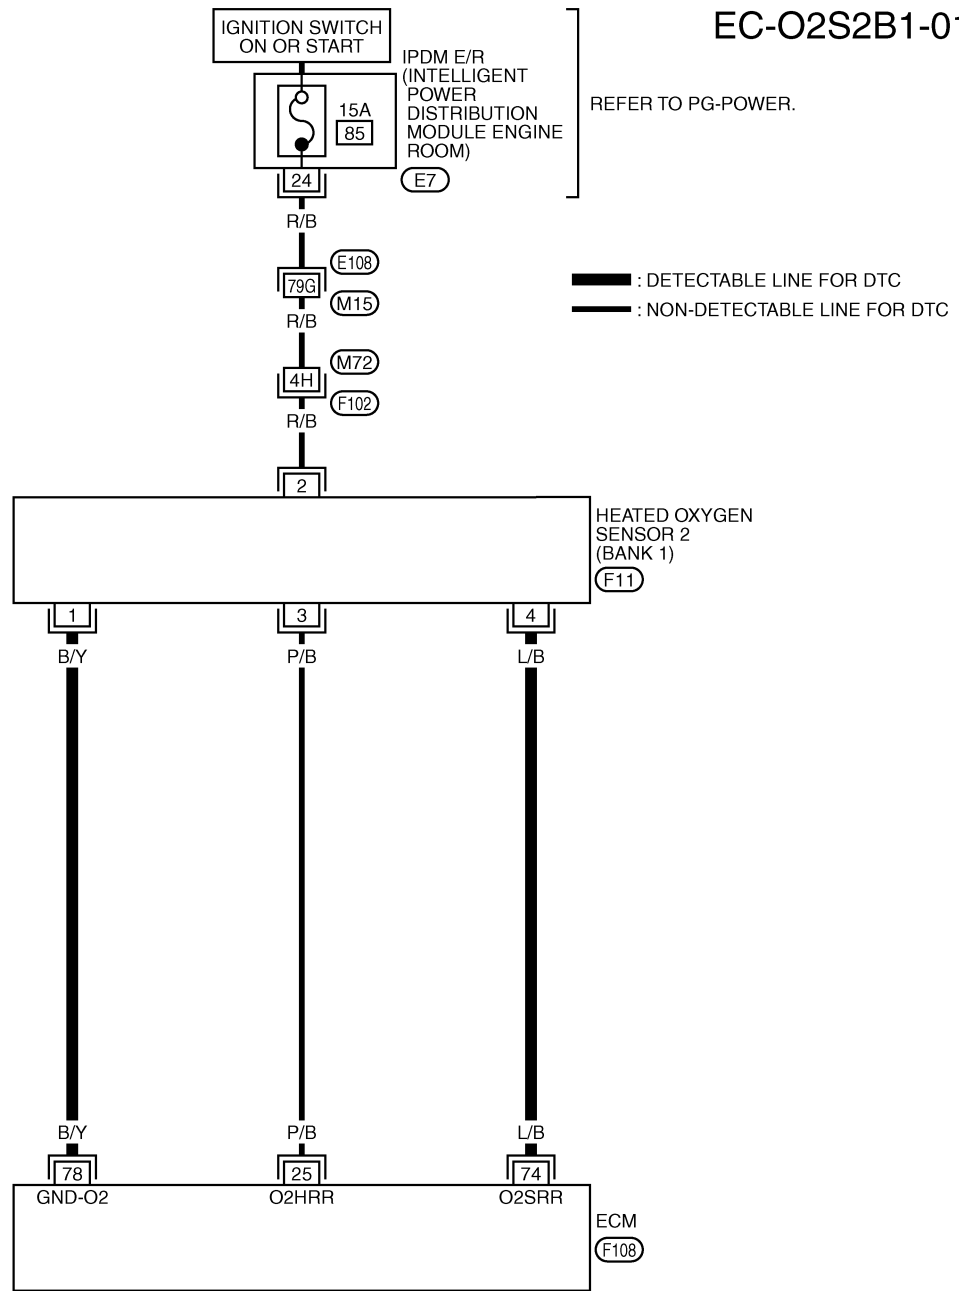 EC-O2S2B1-01
IGNITION SWITCH
ON OR START
IPDM E/R
(INTELLIGENT
POWER
DISTRIBUTION
MODULE ENGINE
ROOM)
15A
85
REFER TO PG-POWER.
24
E7
R/B
E108
79G
M15
: DETECTABLE LINE FOR DTC
: NON-DETECTABLE LINE FOR DTC
R/B
M72
4H
F102
R/B
2
HEATED OXYGEN
SENSOR 2
(BANK 1)
F11
1 3 4
B/Y P/B L/B
B/Y P/B L/B
78 25 74
GND-O2 O2HRR O2SRR
ECM
F108